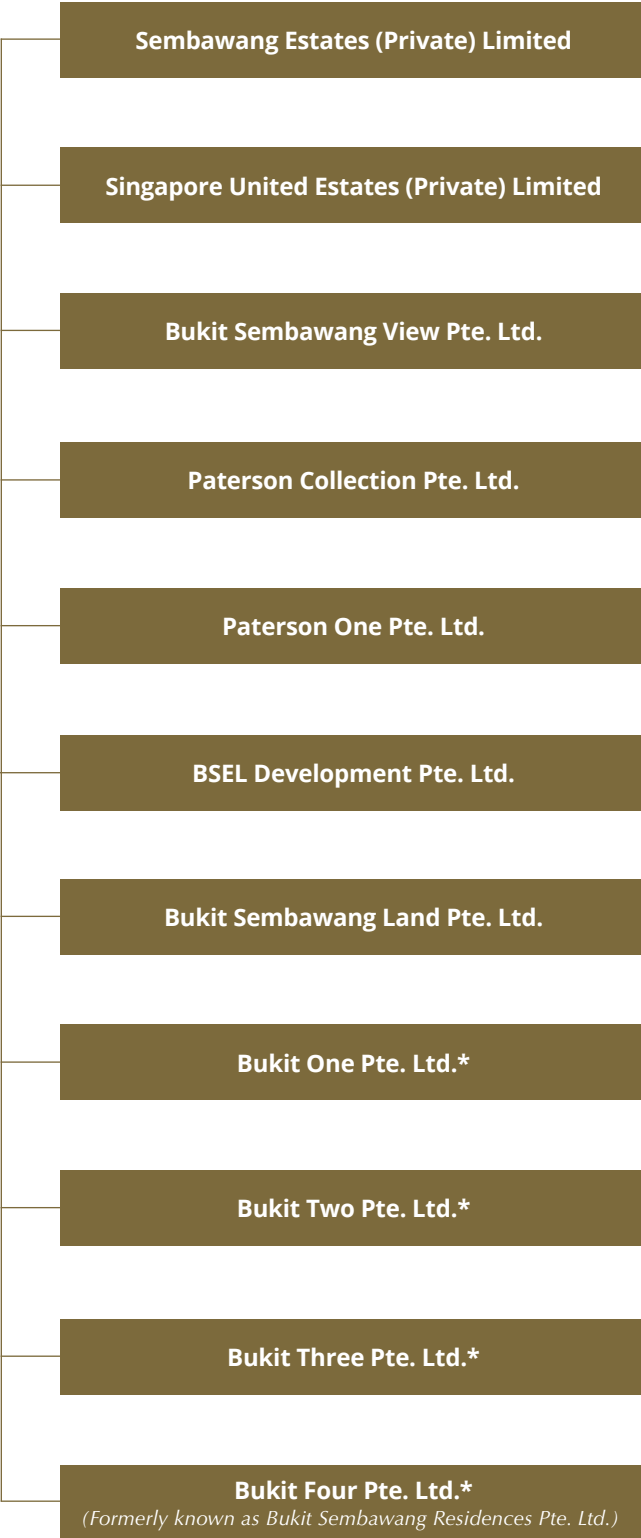 Sembawang Estates (Private) Limited
Singapore United Estates (Private) Limited
Bukit Sembawang View Pte. Ltd.
Paterson Collection Pte. Ltd.
Paterson One Pte. Ltd.
BSEL Development Pte. Ltd.
Bukit Sembawang Land Pte. Ltd.
Bukit One Pte. Ltd.*
Bukit Two Pte. Ltd.*
Bukit Three Pte. Ltd.*
Bukit Four Pte. Ltd.*
(Formerly known as Bukit Sembawang Residences Pte. Ltd.)